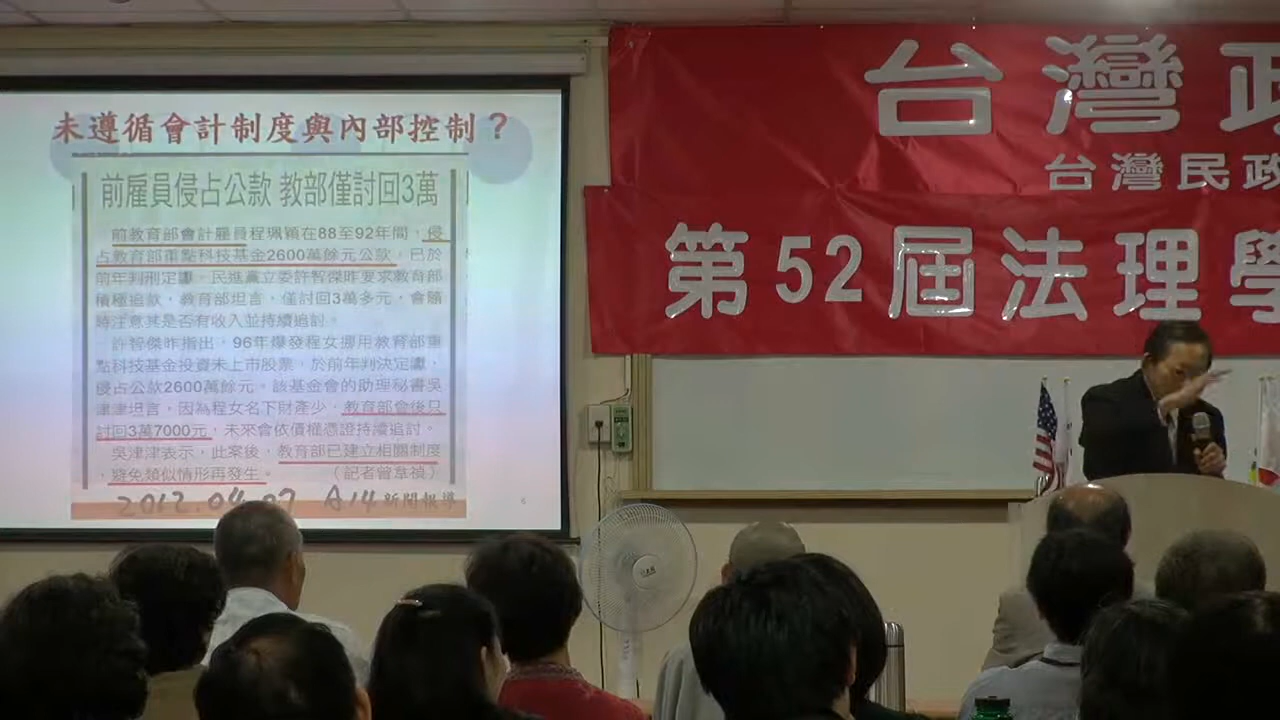 未遵循會計制度與內部控制？
前雇員侵占公款 教部僅討回3萬
前教育部會計雇員程珮穎在88至92年間，侵
占教育部重點科技基金2600萬餘元公款，已於
前年判刑定讞，民進黨立委許智傑昨要求教育部
積極追款，教育部坦言，僅討回3萬多元，會隨
時注意其是否有收入並持續追討。
許智傑昨指出，96年爆發程女挪用教育部重
點科技基金投資未上市股票，於前年判決定讞，
侵占公款2600萬餘元。該基金會的助理秘書吳
津津坦言，因為程女名下財產少，教育部會後只
討回3萬7000元，未來會依債權憑證持續追討。
吳津津表示，此案後，教育部已建立相關制度
，避免類似情形再發生。（記者曾韋禎）
2012.04.07 A14新聞報導
6
台灣政
台灣民政
第52屆法理學